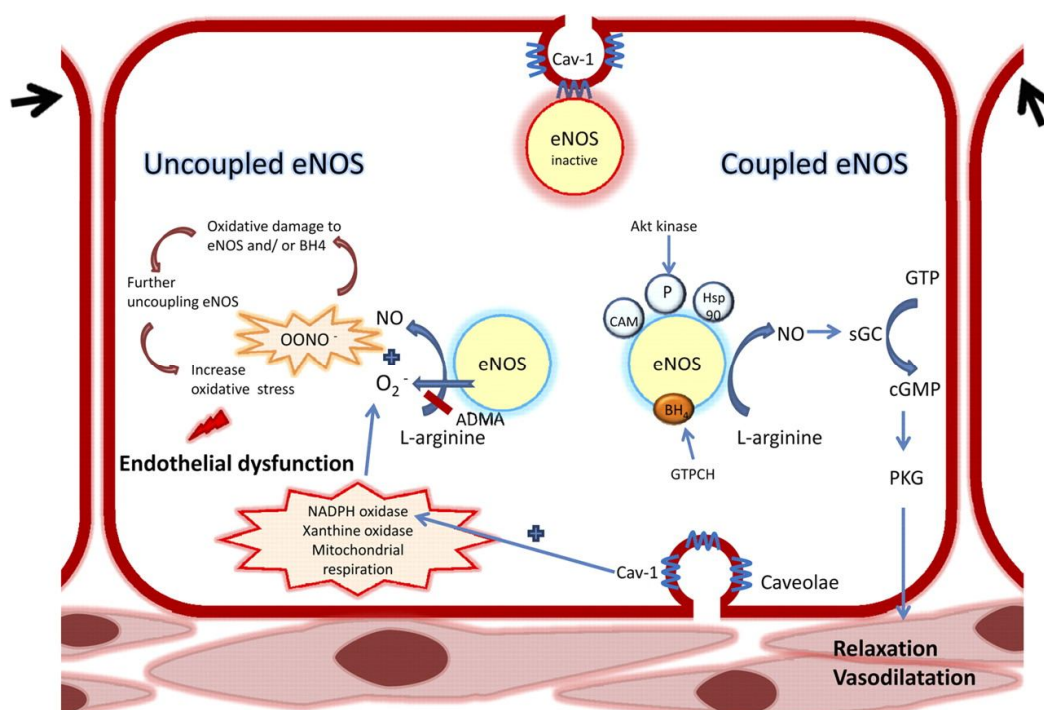 Cav-1
eNOS
inactive
Uncoupled eNOS
Coupled eNOS
Oxidative damage to
eNOS and/ or BH4
Further
uncoupling eNOS
OONO⁻
Increase
oxidative stress
Endothelial dysfunction
NO
O₂⁻
eNOS
ADMA
L-arginine
NADPH oxidase
Xanthine oxidase
Mitochondrial
respiration
Akt kinase
P
CAM
Hsp
90
eNOS
BH₄
GTPCH
L-arginine
NO
sGC
GTP
cGMP
PKG
Cav-1
Caveolae
Relaxation
Vasodilatation